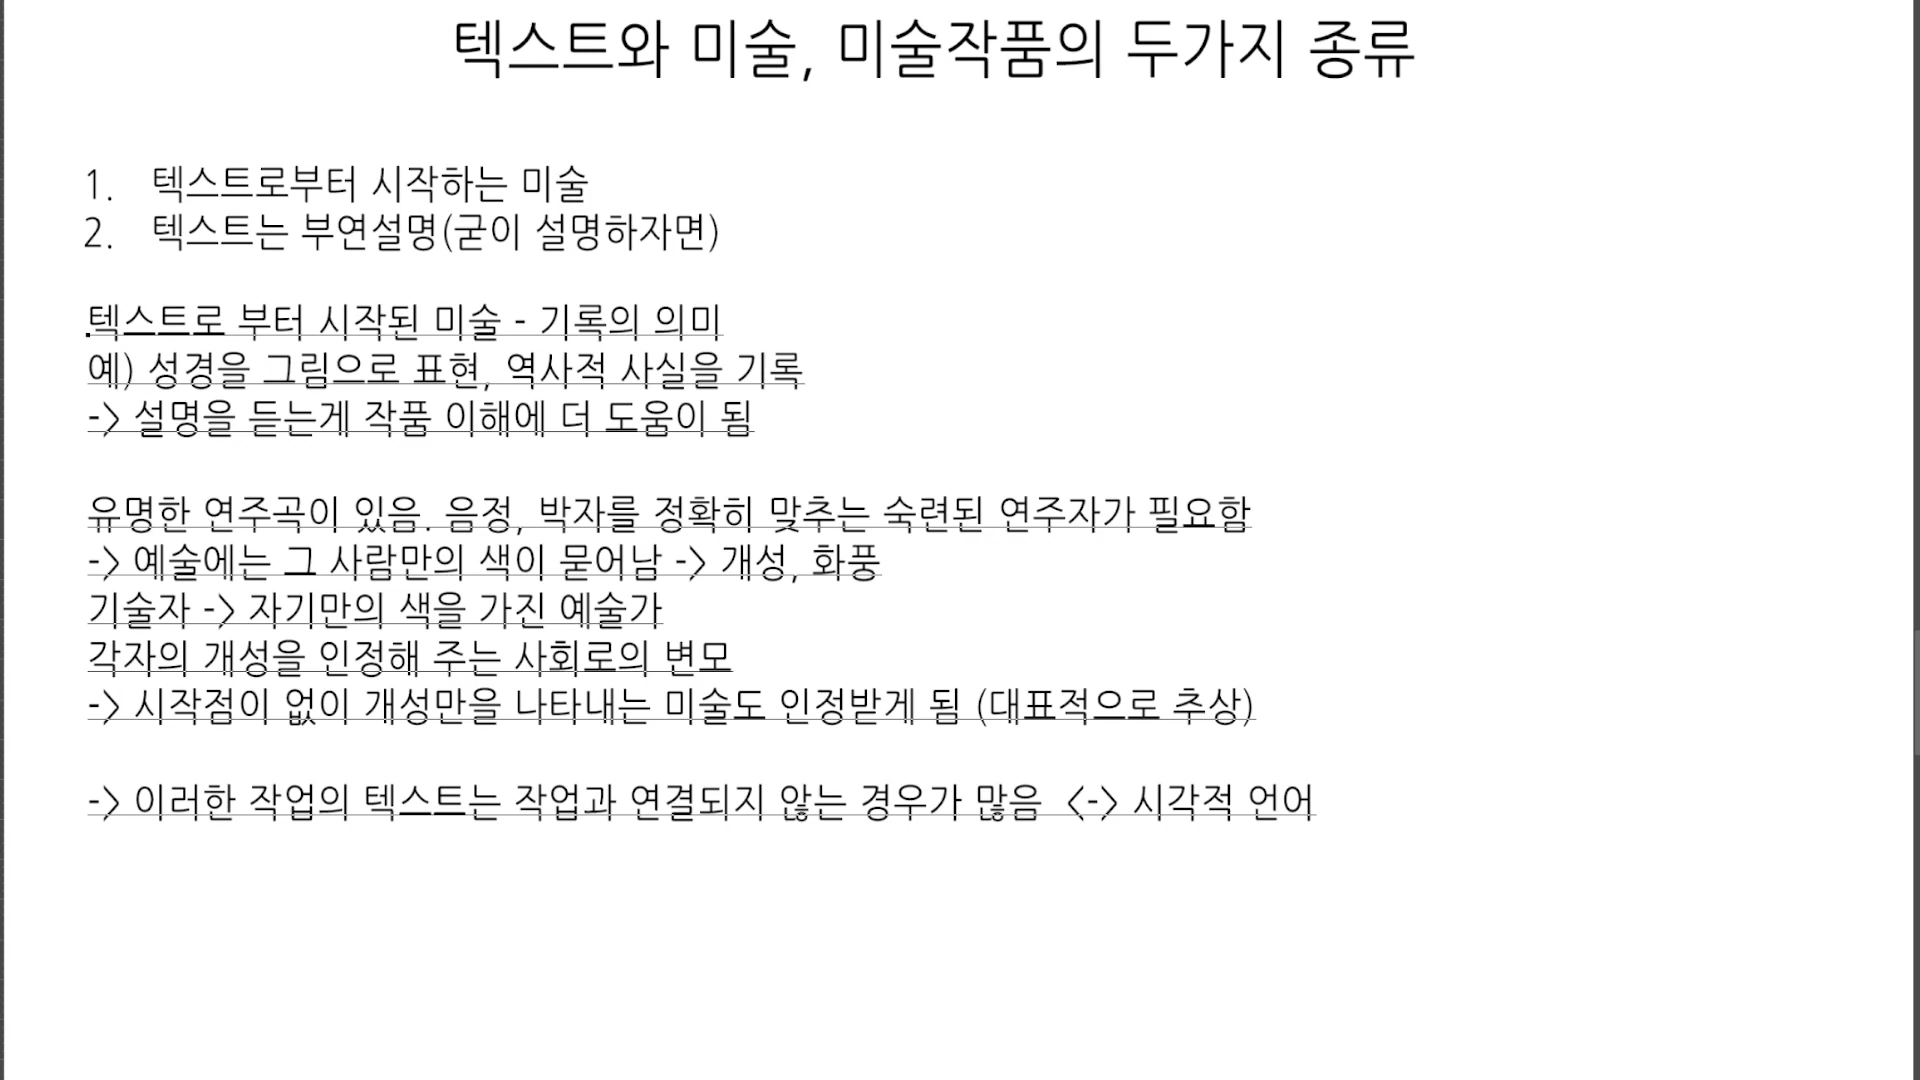 텍스트와 미술, 미술작품의 두가지 종류
1. 텍스트로부터 시작하는 미술
2. 텍스트는 부연설명(굳이 설명하자면)
텍스트로 부터 시작된 미술 - 기록의 의미
예) 성경을 그림으로 표현, 역사적 사실을 기록
-> 설명을 듣는게 작품 이해에 더 도움이 됨
유명한 연주곡이 있음. 음정, 박자를 정확히 맞추는 숙련된 연주자가 필요함
-> 예술에는 그 사람만의 색이 묻어남 -> 개성, 화풍
기술자 -> 자기만의 색을 가진 예술가
각자의 개성을 인정해 주는 사회로의 변모
-> 시작점이 없이 개성만을 나타내는 미술도 인정받게 됨 (대표적으로 추상)
-> 이러한 작업의 텍스트는 작업과 연결되지 않는 경우가 많음 <-> 시각적 언어